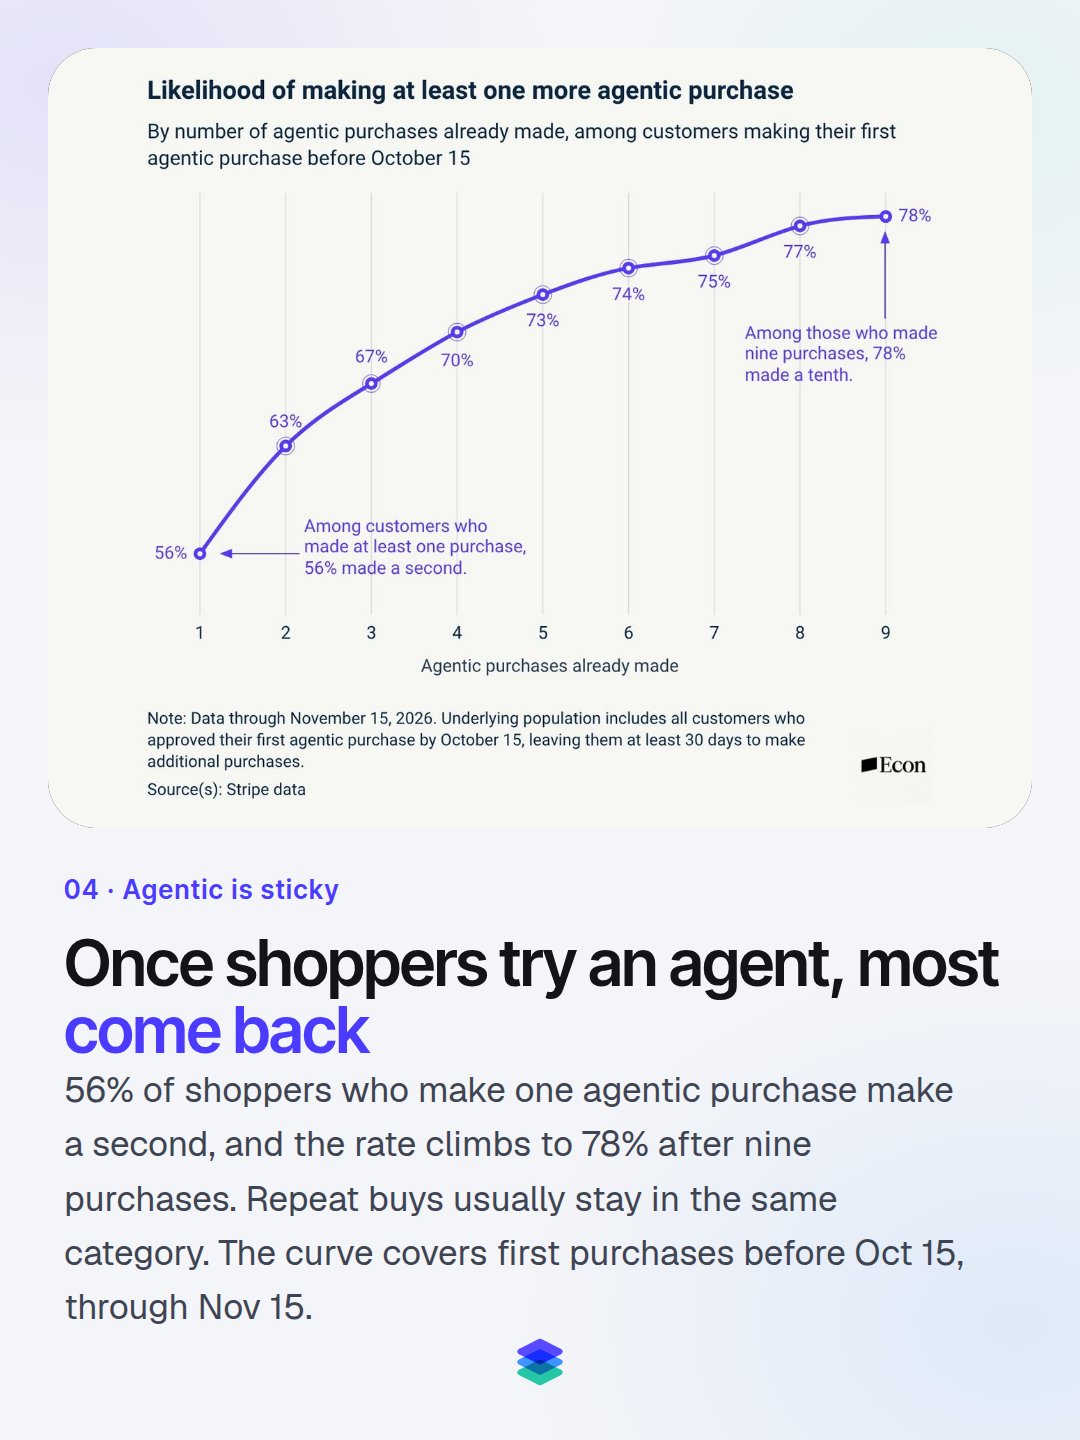 Likelihood of making at least one more agentic purchase
By number of agentic purchases already made, among customers making their first
agentic purchase before October 15
78%
77%
75%
74%
73%
70%
67%
63%
56%
Among those who made
nine purchases, 78%
made a tenth.
Among customers who
made at least one purchase,
56% made a second.
1 2 3 4 5 6 7 8 9
Agentic purchases already made
Note: Data through November 15, 2026. Underlying population includes all customers who
approved their first agentic purchase by October 15, leaving them at least 30 days to make
additional purchases.
Source(s): Stripe data
Econ
04 · Agentic is sticky
Once shoppers try an agent, most
come back
56% of shoppers who make one agentic purchase make
a second, and the rate climbs to 78% after nine
purchases. Repeat buys usually stay in the same
category. The curve covers first purchases before Oct 15,
through Nov 15.